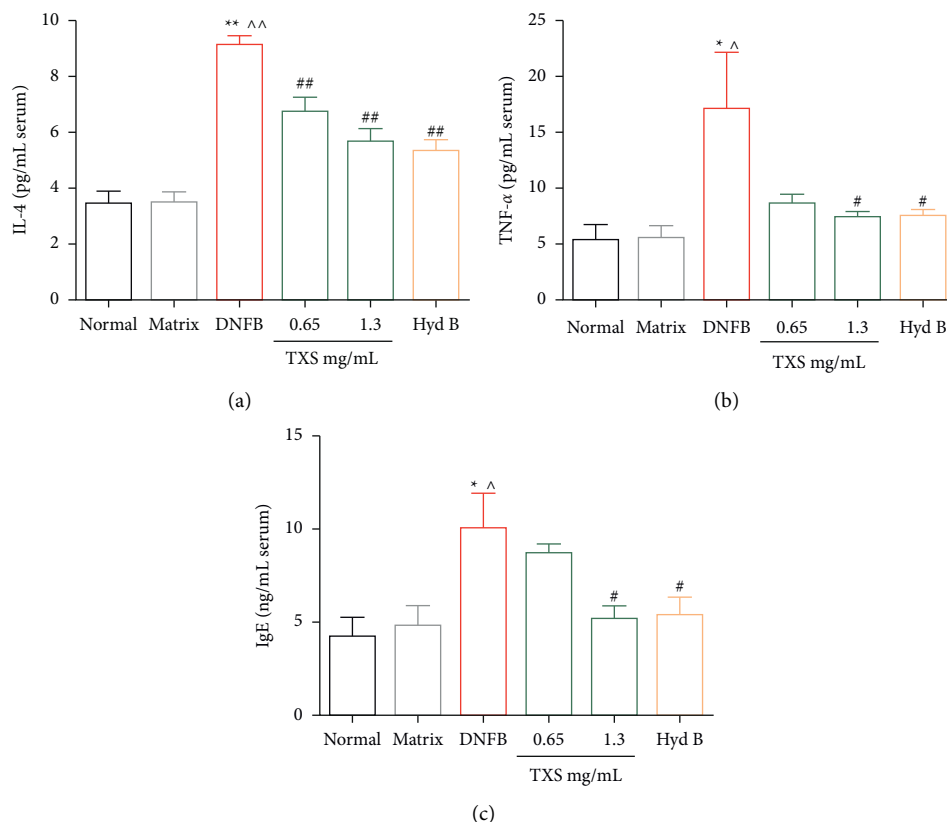 IL-4 (pg/mL serum)
10
8
6
4
2
0
** ^^
##
##
##
Normal
Matrix
DNFB
0.65
1.3
Hyd B
TXS mg/mL
(a)
TNF-α (pg/mL serum)
25
20
15
10
5
0
* ^
#
#
Normal
Matrix
DNFB
0.65
1.3
Hyd B
TXS mg/mL
(b)
IgE (ng/mL serum)
15
10
5
0
* ^
#
#
Normal
Matrix
DNFB
0.65
1.3
Hyd B
TXS mg/mL
(c)